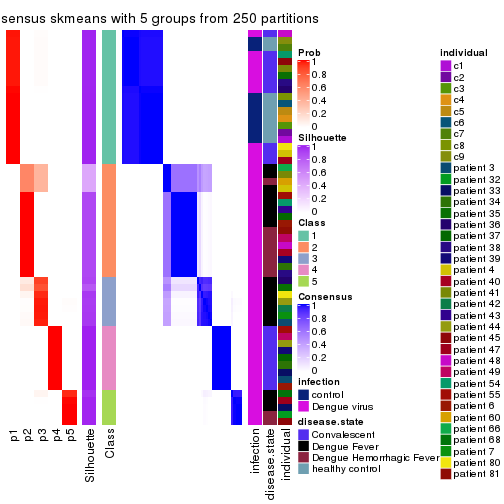 sensus skmeans with 5 groups from 250 partitions
p1
p2
p3
p4
p5
Silhouette
Class
infection
disease.state
individual
Prob
1
0.8
0.6
0.4
0.2
0
Silhouette
1
0.8
0.6
0.4
0.2
0
Class
1
2
3
4
5
Consensus
1
0.8
0.6
0.4
0.2
0
infection
control
Dengue virus
disease.state
Convalescent
Dengue Fever
Dengue Hemorrhagic Fever
healthy control
individual
c1
c2
c3
c4
c5
c6
c7
c8
c9
patient 3
patient 32
patient 33
patient 34
patient 35
patient 36
patient 37
patient 38
patient 39
patient 4
patient 40
patient 41
patient 42
patient 43
patient 44
patient 45
patient 47
patient 48
patient 49
patient 54
patient 55
patient 6
patient 60
patient 66
patient 68
patient 7
patient 80
patient 81